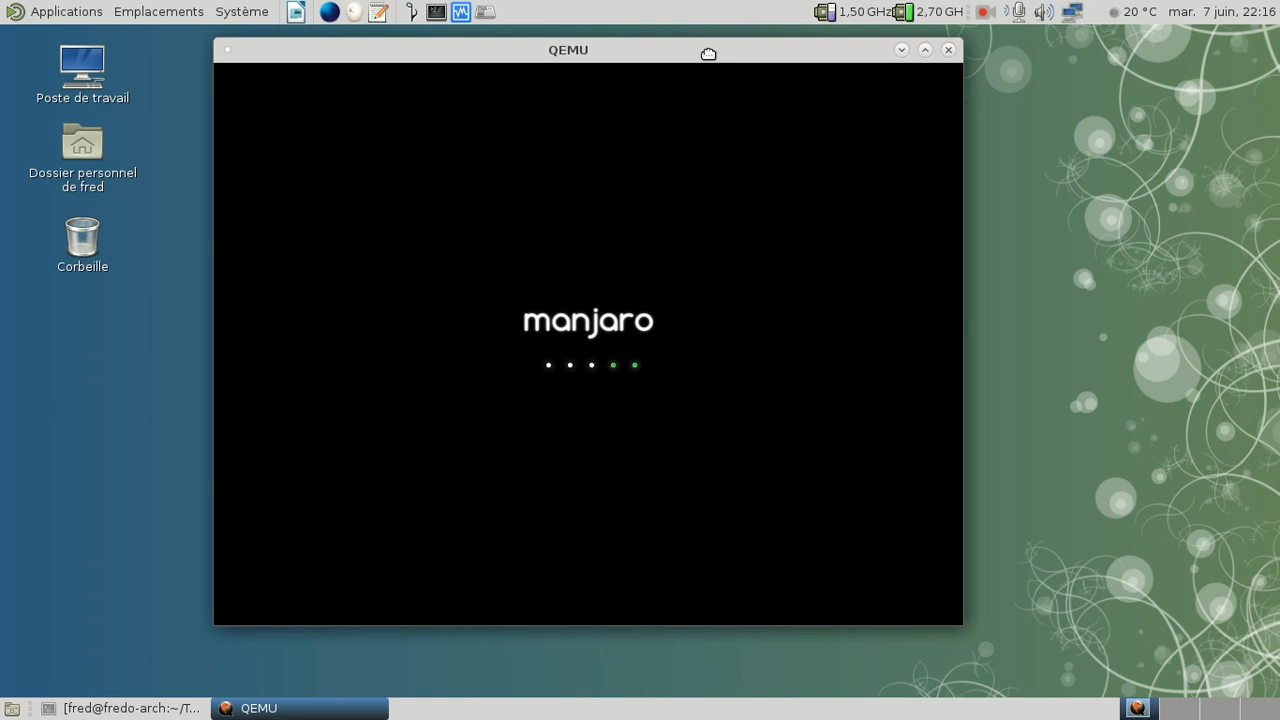 Applications Emplacements Système 1,50 GHz 2,70 GH 20 °C mar. 7 juin, 22:16
QEMU
Poste de travail
Dossier personnel
de fred
Corbeille
manjaro
[fred@fredo-arch:~/T... QEMU